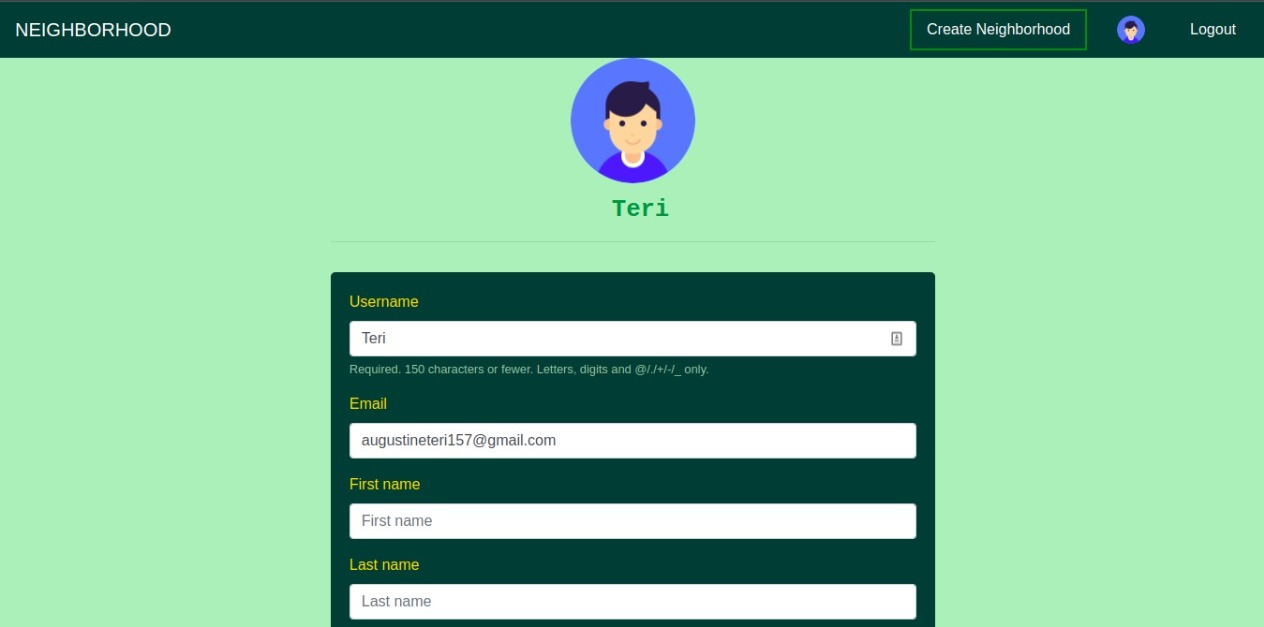 NEIGHBORHOOD
Create Neighborhood
Logout
Teri
Username
Teri
Required. 150 characters or fewer. Letters, digits and @/./+/-/_ only.
Email
augustineteri157@gmail.com
First name
First name
Last name
Last name